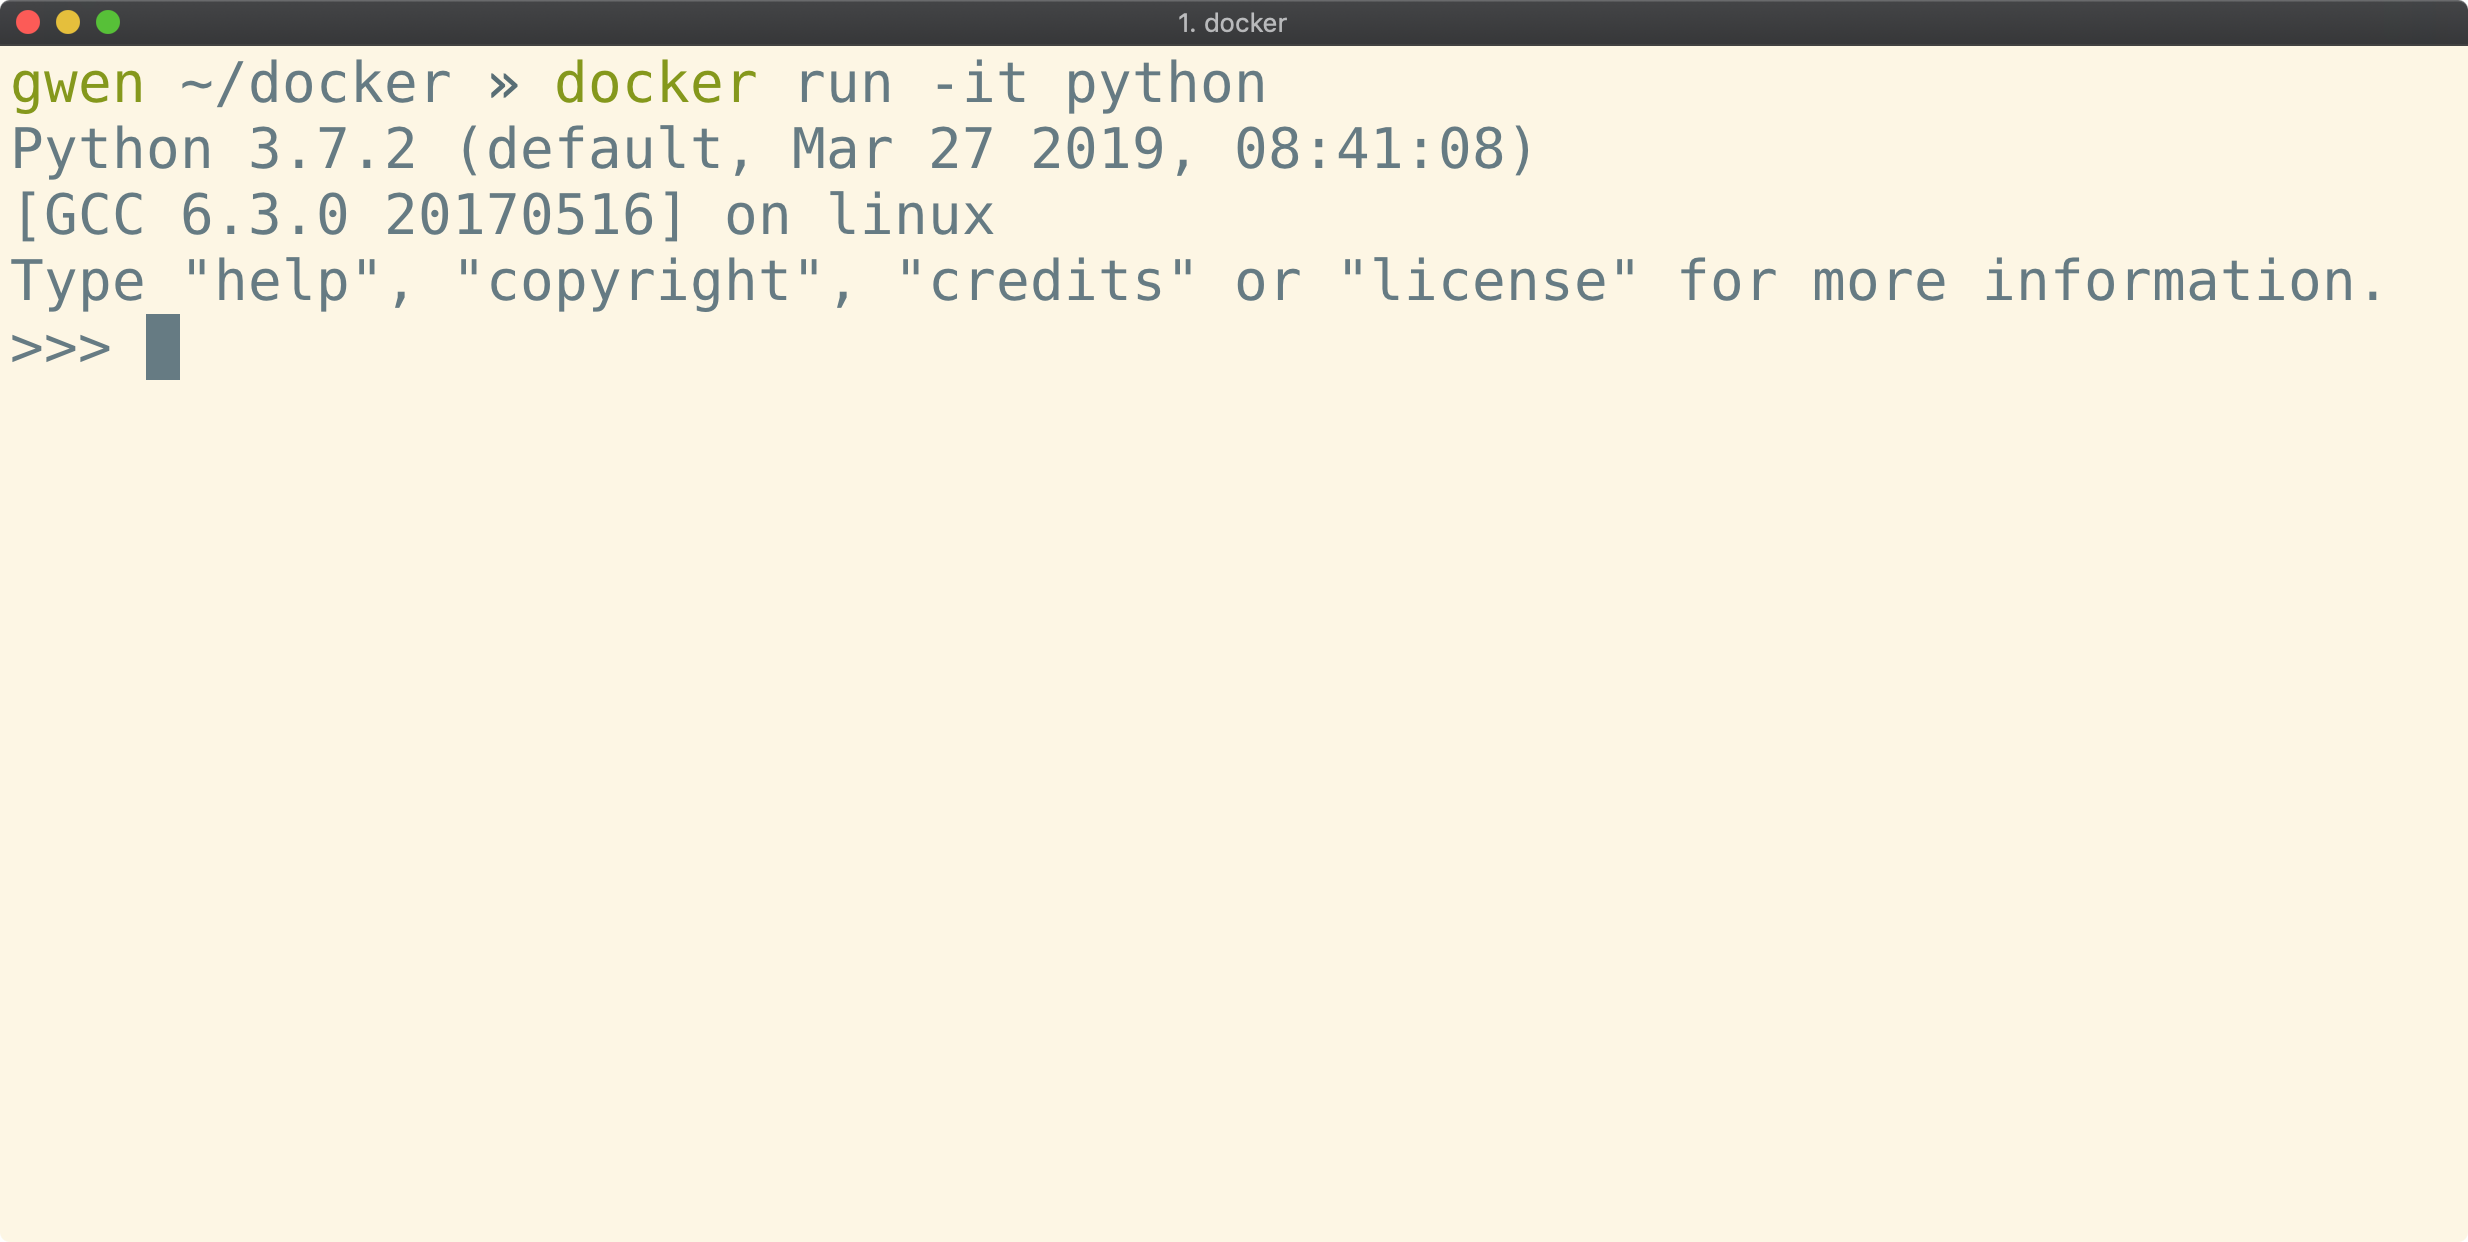 1. docker
gwen ~/docker » docker run -it python
Python 3.7.2 (default, Mar 27 2019, 08:41:08)
[GCC 6.3.0 20170516] on linux
Type "help", "copyright", "credits" or "license" for more information.
>>>